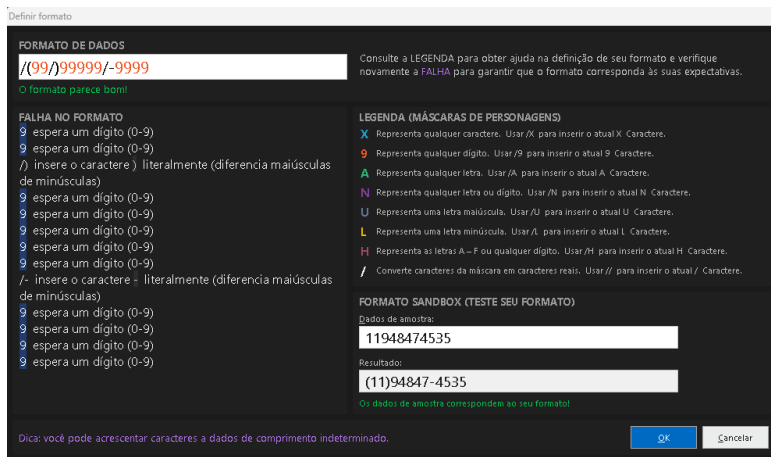 Definir formato
FORMATO DE DADOS
/(99/)99999/-9999
O formato parece bom!
Consulte a LEGENDA para obter ajuda na definição de seu formato e verifique
novamente a FALHA para garantir que o formato corresponda às suas expectativas.
FALHA NO FORMATO
9 espera um dígito (0-9)
9 espera um dígito (0-9)
/) insere o caractere ) literalmente (diferencia maiúsculas
de minúsculas)
9 espera um dígito (0-9)
9 espera um dígito (0-9)
9 espera um dígito (0-9)
9 espera um dígito (0-9)
9 espera um dígito (0-9)
/- insere o caractere - literalmente (diferencia maiúsculas
de minúsculas)
9 espera um dígito (0-9)
9 espera um dígito (0-9)
9 espera um dígito (0-9)
9 espera um dígito (0-9)
LEGENDA (MÁSCARAS DE PERSONAGENS)
X Representa qualquer caractere. Usar /X para inserir o atual X Caractere.
9 Representa qualquer dígito. Usar /9 para inserir o atual 9 Caractere.
A Representa qualquer letra. Usar /A para inserir o atual A Caractere.
N Representa qualquer letra ou dígito. Usar /N para inserir o atual N Caractere.
U Representa uma letra maiúscula. Usar /U para inserir o atual U Caractere.
L Representa uma letra minúscula. Usar /L para inserir o atual L Caractere.
H Representa as letras A – F ou qualquer dígito. Usar /H para inserir o atual H Caractere.
/ Converte caracteres da máscara em caracteres reais. Usar // para inserir o atual / Caractere.
FORMATO SANDBOX (TESTE SEU FORMATO)
Dados de amostra:
11948474535
Resultado:
(11)94847-4535
Os dados de amostra correspondem ao seu formato!
Dica: você pode acrescentar caracteres a dados de comprimento indeterminado.
OK
Cancelar